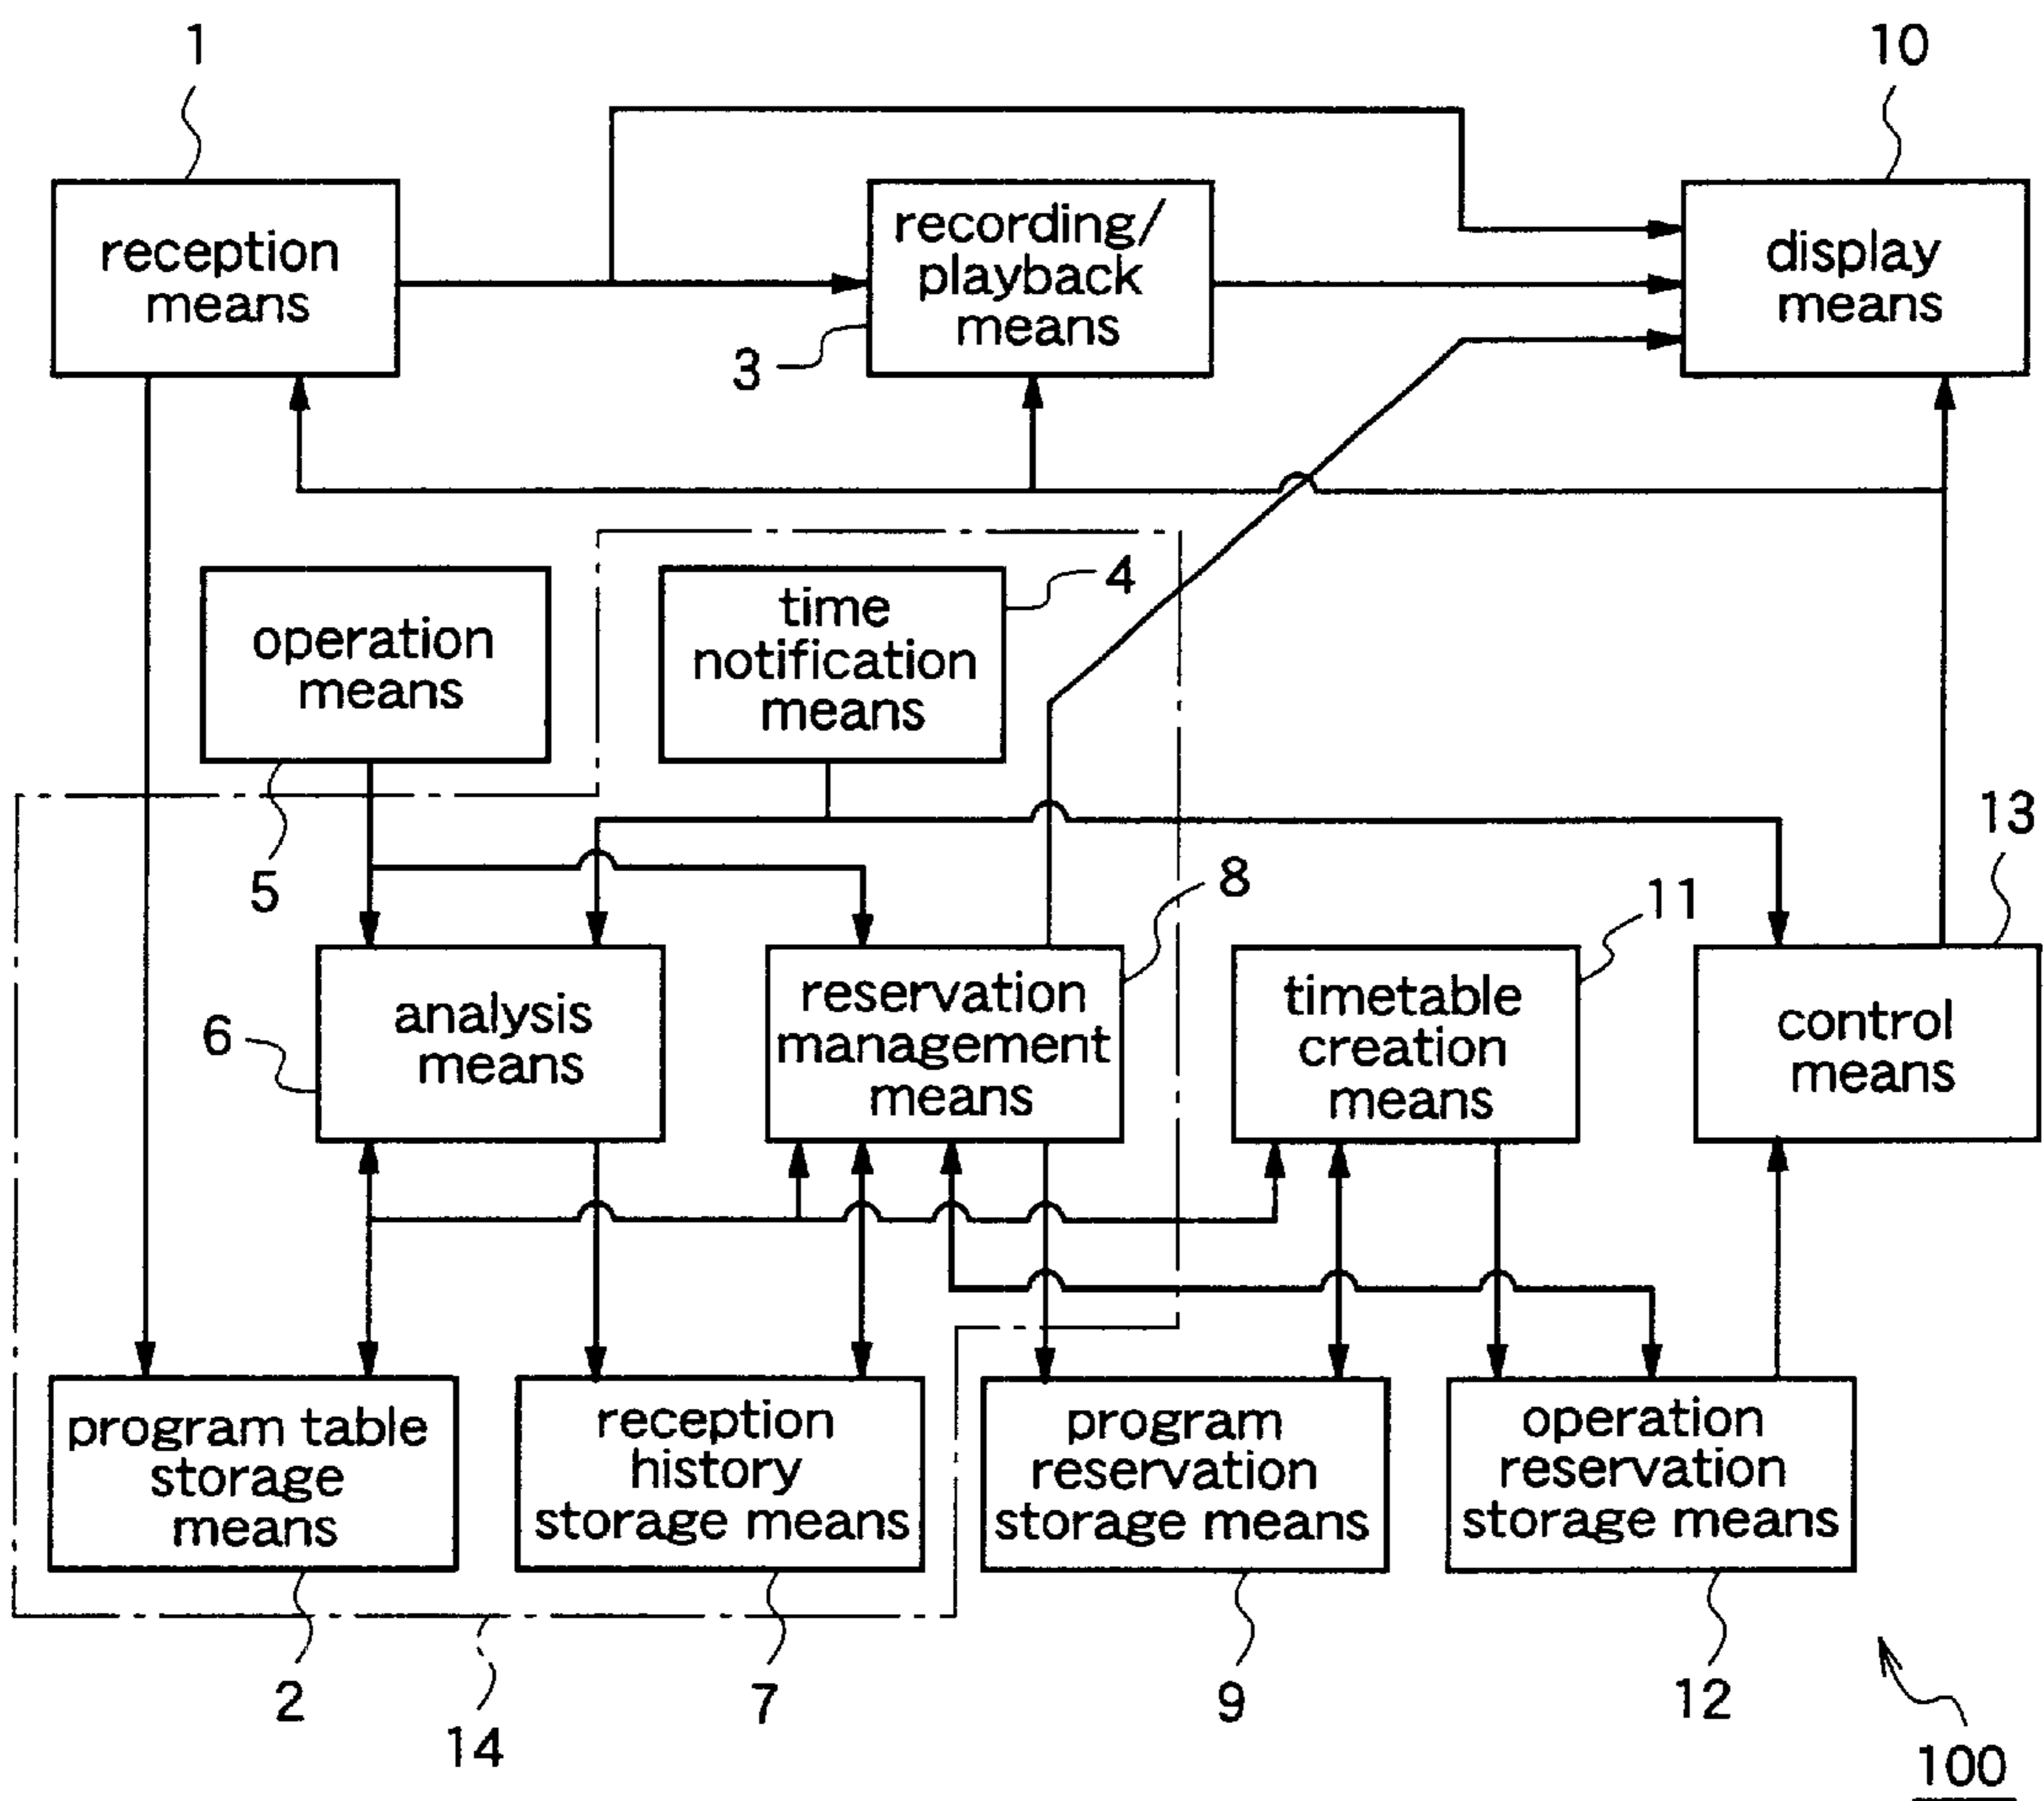 1
10
reception
means
recording/
playback
means
3
display
means
operation
means
5
time
notification
means
4
13
8
11
analysis
means
6
reservation
management
means
timetable
creation
means
control
means
program table
storage
means
reception
history
storage means
program
reservation
storage means
operation
reservation
storage means
2
7
9
12
14
100